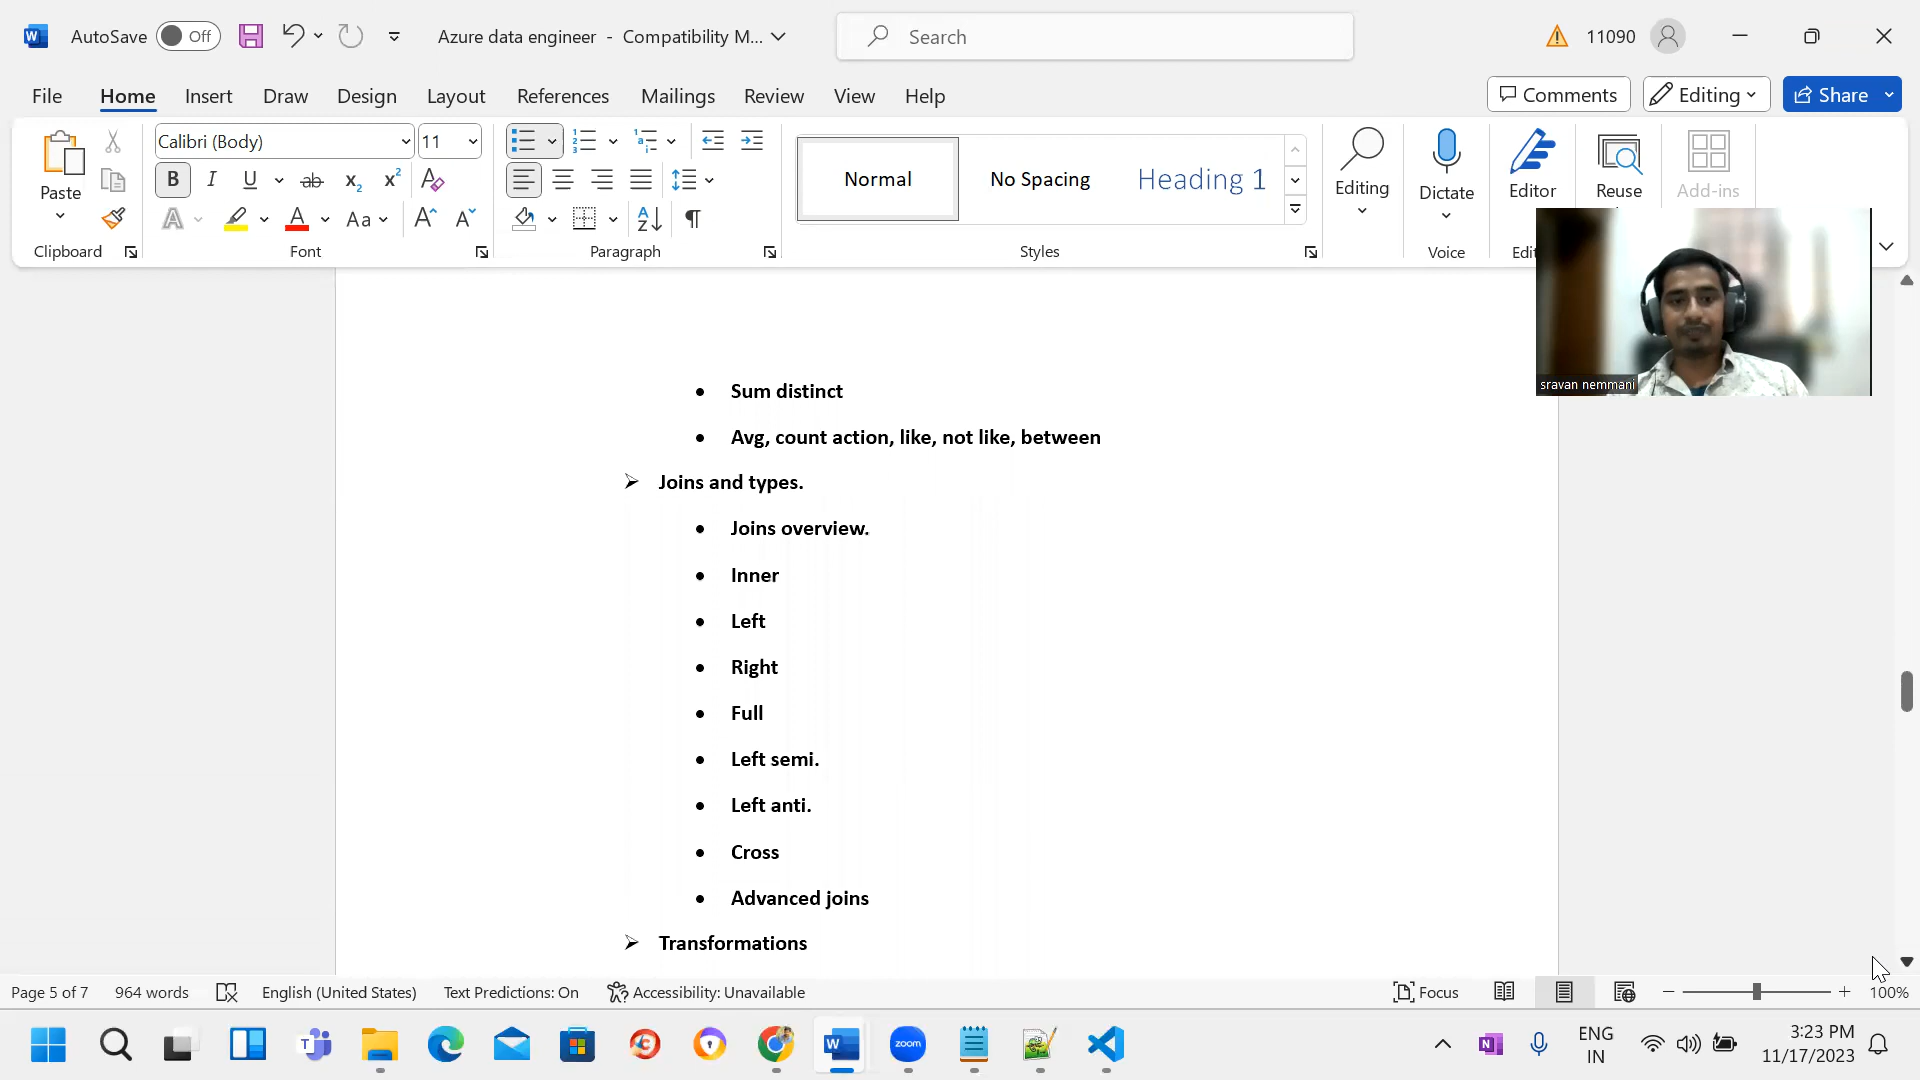 AutoSave Off Azure data engineer - Compatibility M... Search 11090
File Home Insert Draw Design Layout References Mailings Review View Help Comments Editing Share
Paste Calibri (Body) 11 Normal No Spacing Heading 1 Editing Dictate Editor Reuse Add-ins
Clipboard Font Paragraph Styles Voice
sravan nemmani
• Sum distinct
• Avg, count action, like, not like, between
➢ Joins and types.
• Joins overview.
• Inner
• Left
• Right
• Full
• Left semi.
• Left anti.
• Cross
• Advanced joins
➢ Transformations
Page 5 of 7 964 words English (United States) Text Predictions: On Accessibility: Unavailable Focus 100%
zoom ENG 3:23 PM
IN 11/17/2023